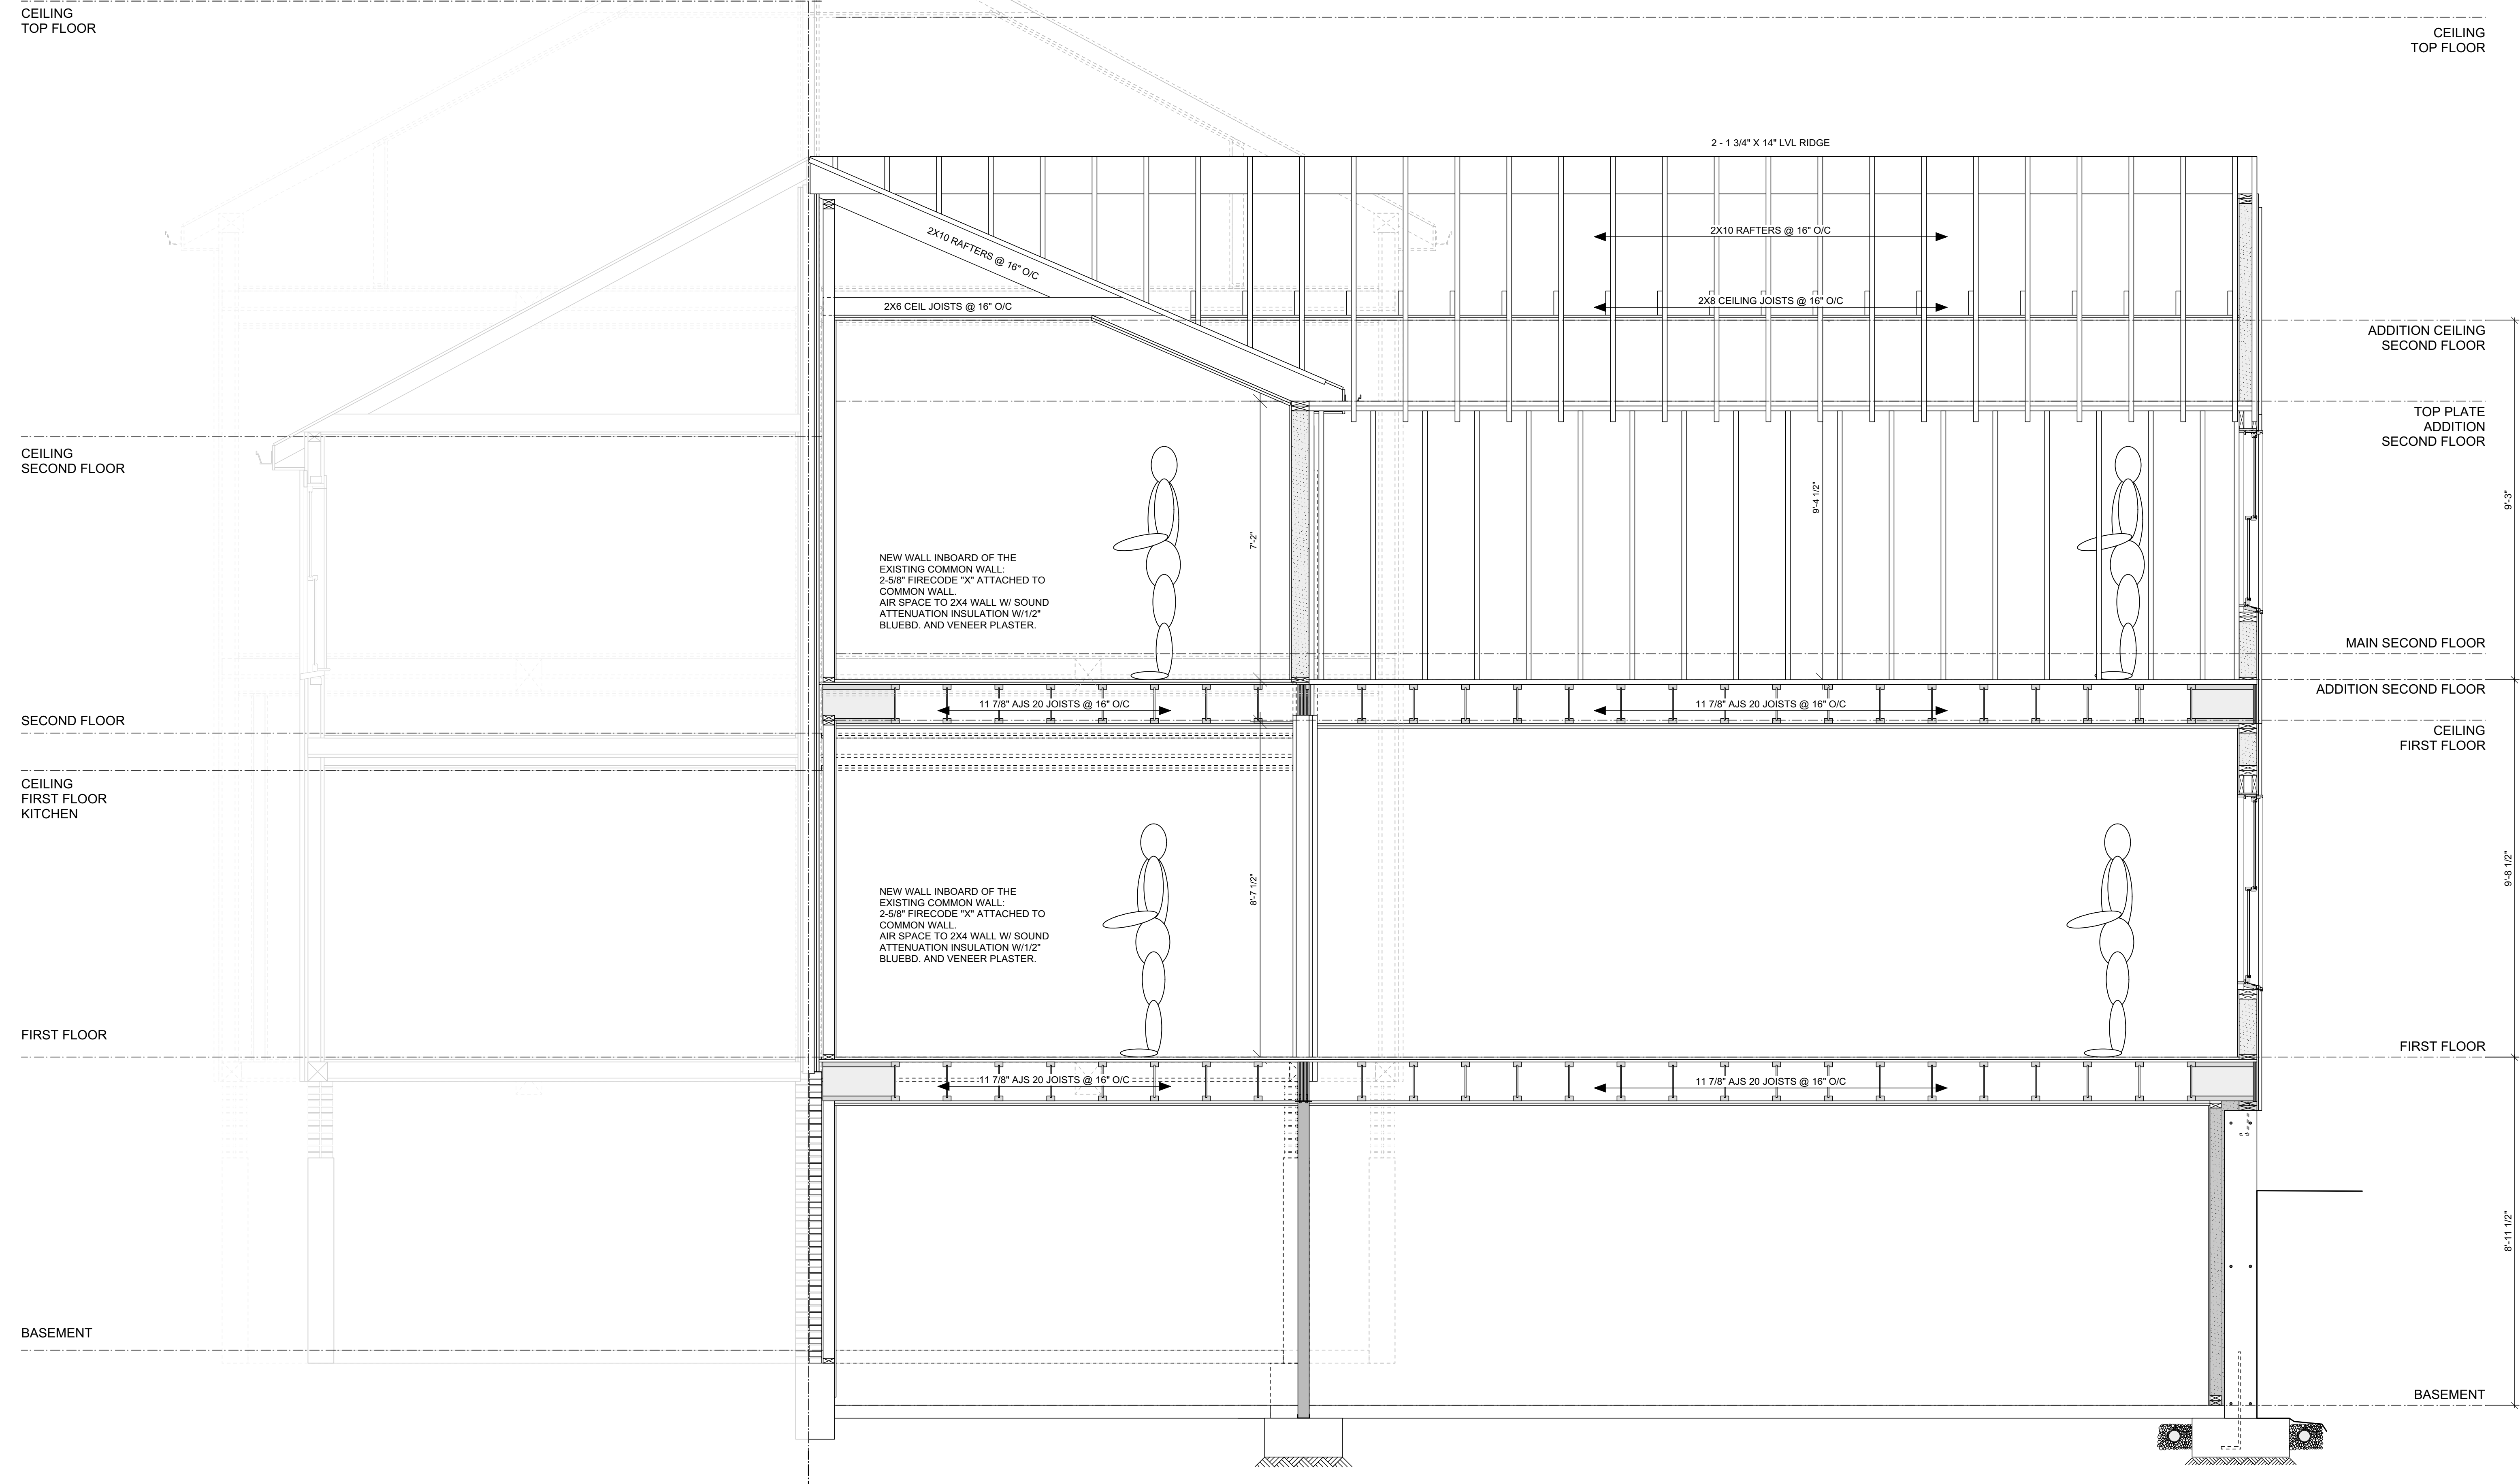 CEILING
TOP FLOOR
CEILING
TOP FLOOR
2 - 1 3/4" X 14" LVL RIDGE
2X10 RAFTERS @ 16" O/C
2X10 RAFTERS @ 16" O/C
2X6 CEIL JOISTS @ 16" O/C
2X8 CEILING JOISTS @ 16" O/C
ADDITION CEILING
SECOND FLOOR
TOP PLATE
ADDITION
SECOND FLOOR
CEILING
SECOND FLOOR
9'-3"
9'-4 1/2"
7'-2"
NEW WALL INBOARD OF THE
EXISTING COMMON WALL:
2-5/8" FIRECODE "X" ATTACHED TO
COMMON WALL.
AIR SPACE TO 2X4 WALL W/ SOUND
ATTENUATION INSULATION W/1/2"
BLUEBD. AND VENEER PLASTER.
MAIN SECOND FLOOR
ADDITION SECOND FLOOR
11 7/8" AJS 20 JOISTS @ 16" O/C
11 7/8" AJS 20 JOISTS @ 16" O/C
SECOND FLOOR
CEILING
FIRST FLOOR
CEILING
FIRST FLOOR
KITCHEN
9'-8 1/2"
8'-7 1/2"
NEW WALL INBOARD OF THE
EXISTING COMMON WALL:
2-5/8" FIRECODE "X" ATTACHED TO
COMMON WALL.
AIR SPACE TO 2X4 WALL W/ SOUND
ATTENUATION INSULATION W/1/2"
BLUEBD. AND VENEER PLASTER.
FIRST FLOOR
FIRST FLOOR
11 7/8" AJS 20 JOISTS @ 16" O/C
11 7/8" AJS 20 JOISTS @ 16" O/C
8'-11 1/2"
BASEMENT
BASEMENT